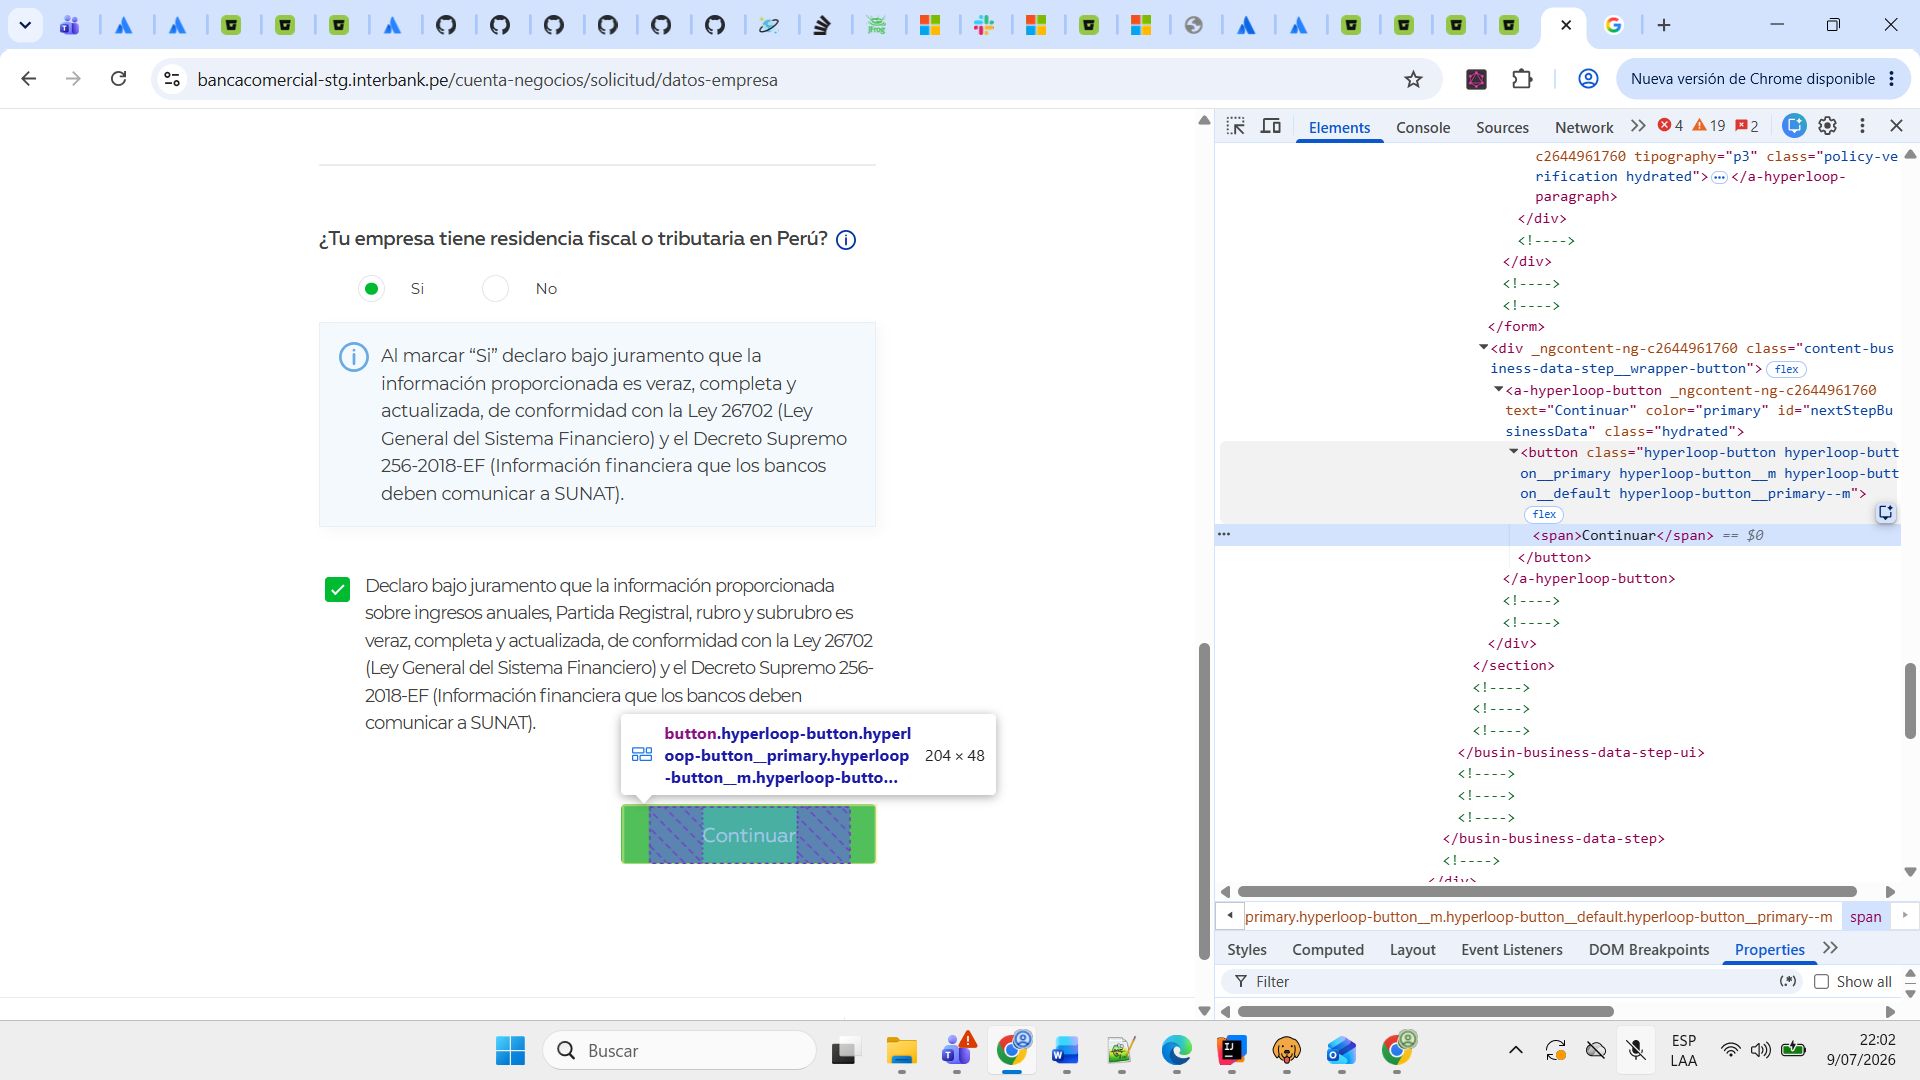 bancacomercial-stg.interbank.pe/cuenta-negocios/solicitud/datos-empresa
Nueva versión de Chrome disponible
¿Tu empresa tiene residencia fiscal o tributaria en Perú?
Si
No
Al marcar “Si” declaro bajo juramento que la
información proporcionada es veraz, completa y
actualizada, de conformidad con la Ley 26702 (Ley
General del Sistema Financiero) y el Decreto Supremo
256-2018-EF (Información financiera que los bancos
deben comunicar a SUNAT).
Declaro bajo juramento que la información proporcionada
sobre ingresos anuales, Partida Registral, rubro y subrubro es
veraz, completa y actualizada, de conformidad con la Ley 26702
(Ley General del Sistema Financiero) y el Decreto Supremo 256-
2018-EF (Información financiera que los bancos deben
comunicar a SUNAT).
button.hyperloop-button.hyperl
oop-button__primary.hyperloop
-button__m.hyperloop-butto...
204 × 48
Continuar
Elements
Console
Sources
Network
4
19
2
c2644961760 tipography="p3" class="policy-ve
rification hydrated"></a-hyperloop-
paragraph>
</div>
<!---->
</div>
<!---->
<!---->
</form>
<div _ngcontent-ng-c2644961760 class="content-bus
iness-data-step__wrapper-button"> flex
<a-hyperloop-button _ngcontent-ng-c2644961760
text="Continuar" color="primary" id="nextStepBu
sinessData" class="hydrated">
<button class="hyperloop-button hyperloop-butt
on__primary hyperloop-button__m hyperloop-butt
on__default hyperloop-button__primary--m">
flex
<span>Continuar</span> == $0
</button>
</a-hyperloop-button>
<!---->
<!---->
</div>
</section>
<!---->
<!---->
<!---->
</busin-business-data-step-ui>
<!---->
<!---->
<!---->
</busin-business-data-step>
<!---->
</div>
primary.hyperloop-button__m.hyperloop-button__default.hyperloop-button__primary--m
span
Styles
Computed
Layout
Event Listeners
DOM Breakpoints
Properties
Filter
(.*)
Show all
Buscar
ESP
LAA
22:02
9/07/2026